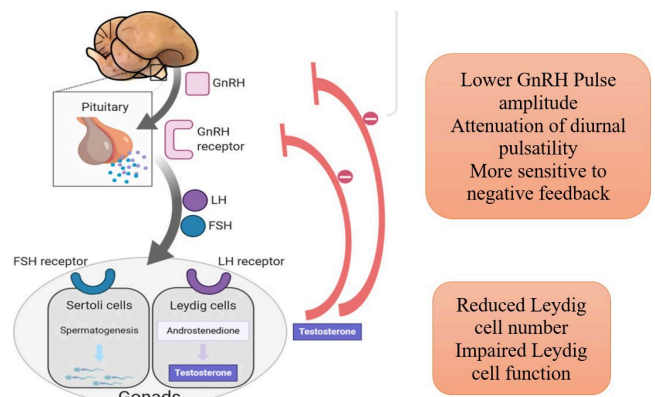 GnRH
Pituitary
GnRH
receptor
LH
FSH
FSH receptor
LH receptor
Sertoli cells
Leydig cells
Spermatogenesis
Androstenedione
Testosterone
Testosterone
Gonads
Lower GnRH Pulse
amplitude
Attenuation of diurnal
pulsatility
More sensitive to
negative feedback
Reduced Leydig
cell number
Impaired Leydig
cell function